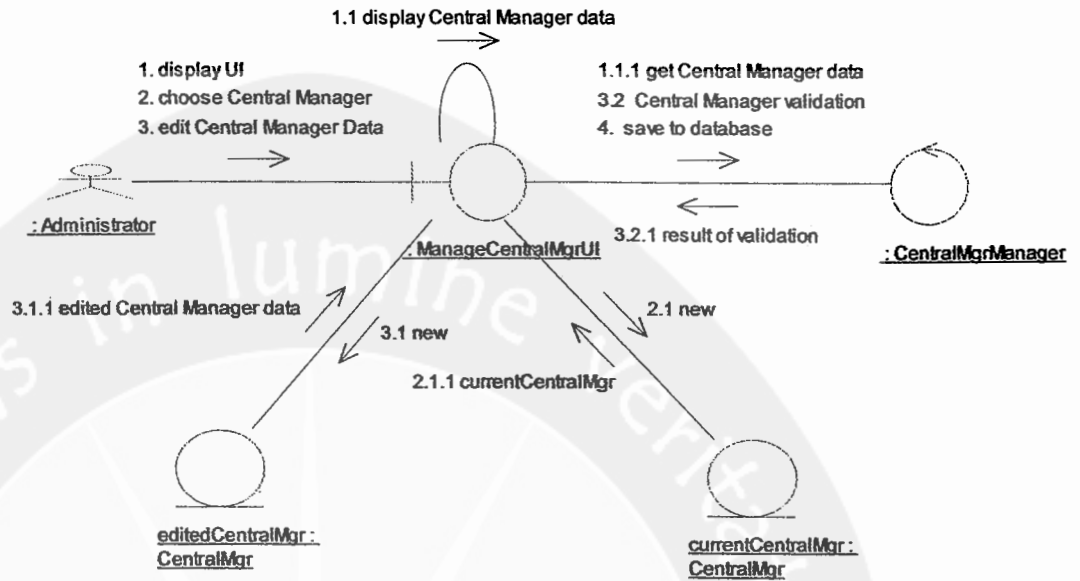 1.1 display Central Manager data
1. display UI
2. choose Central Manager
3. edit Central Manager Data
1.1.1 get Central Manager data
3.2 Central Manager validation
4. save to database
: Administrator
: ManageCentralMgrUI
3.2.1 result of validation
: CentralMgrManager
3.1.1 edited Central Manager data
3.1 new
2.1 new
2.1.1 currentCentralMgr
editedCentralMgr :
CentralMgr
currentCentralMgr :
CentralMgr
in lumine verita